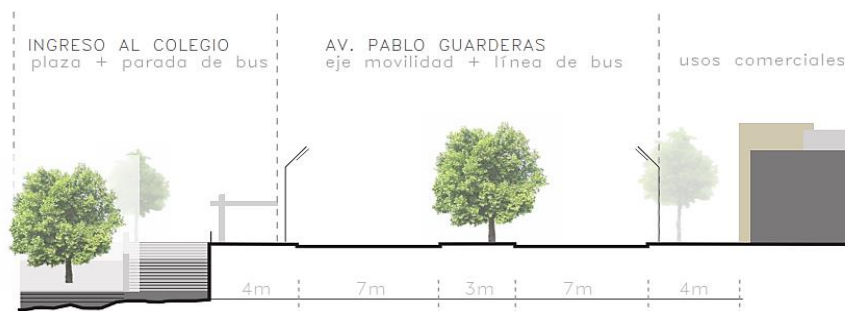 INGRESO AL COLEGIO
plaza + parada de bus
AV. PABLO GUARDERAS
eje movilidad + línea de bus
usos comerciales
4m
7m
3m
7m
4m